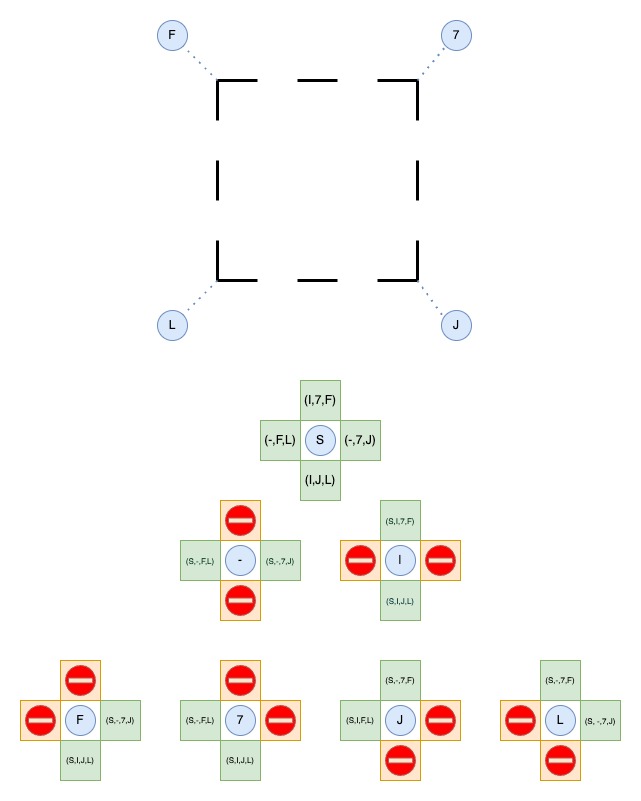 F
7
L
J
(I,7,F)
(-,F,L)
S
(-,7,J)
(I,J,L)
(S,I,7,F)
(S,-,F,L)
-
(S,-,7,J)
I
(S,I,J,L)
(S,-,7,F)
(S,-,7,F)
F
(S,-,7,J)
(S,-,F,L)
7
(S,I,F,L)
J
L
(S, -,7,J)
(S,I,J,L)
(S,I,J,L)